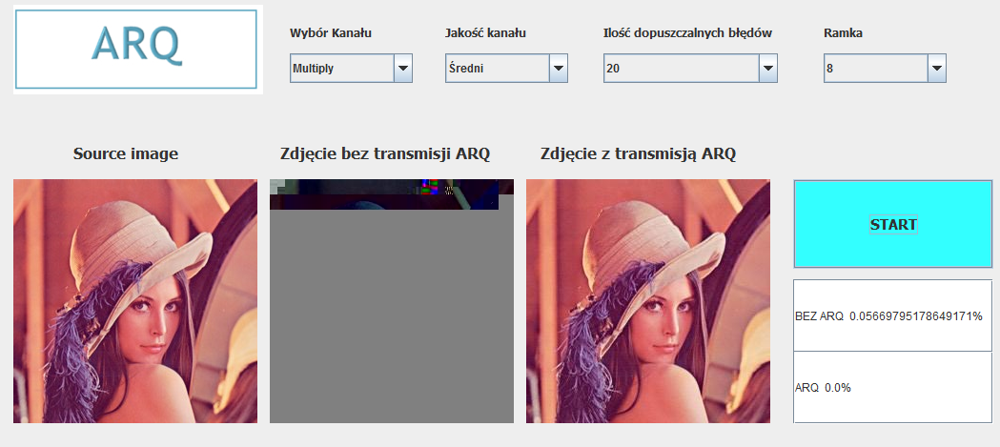 ARQ
Wybór Kanału
Jakość kanału
Ilość dopuszczalnych błędów
Ramka
Multiply
Średni
20
8
Source image
Zdjęcie bez transmisji ARQ
Zdjęcie z transmisją ARQ
START
BEZ ARQ 0.05669795178649171%
ARQ 0.0%